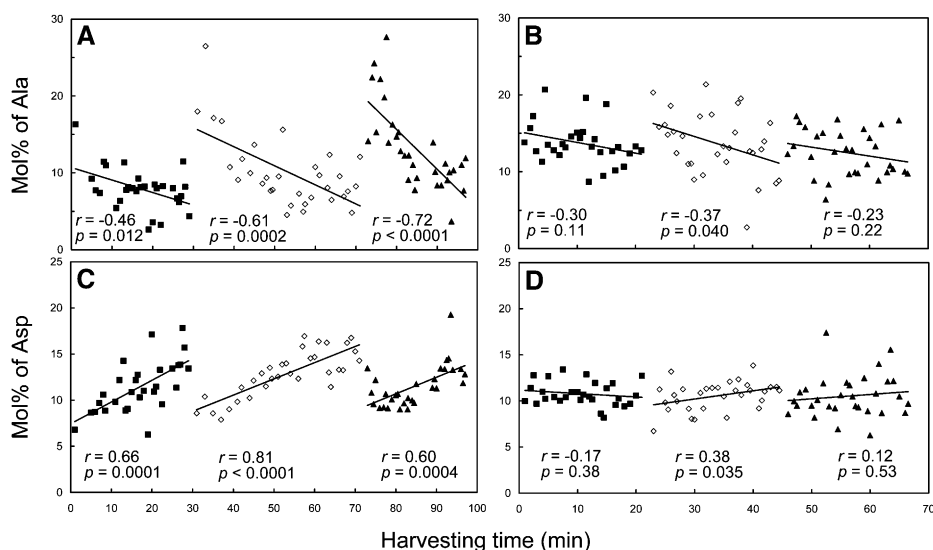 A
B
Mol% of Ala
30
20
10
0
r = -0.46
p = 0.012
r = -0.61
p = 0.0002
r = -0.72
p < 0.0001
30
20
10
0
r = -0.30
p = 0.11
r = -0.37
p = 0.040
r = -0.23
p = 0.22
C
D
Mol% of Asp
25
20
15
10
5
0
r = 0.66
p = 0.0001
r = 0.81
p < 0.0001
r = 0.60
p = 0.0004
25
20
15
10
5
0
r = -0.17
p = 0.38
r = 0.38
p = 0.035
r = 0.12
p = 0.53
0 10 20 30 40 50 60 70 80 90 100
0 10 20 30 40 50 60 70
Harvesting time (min)